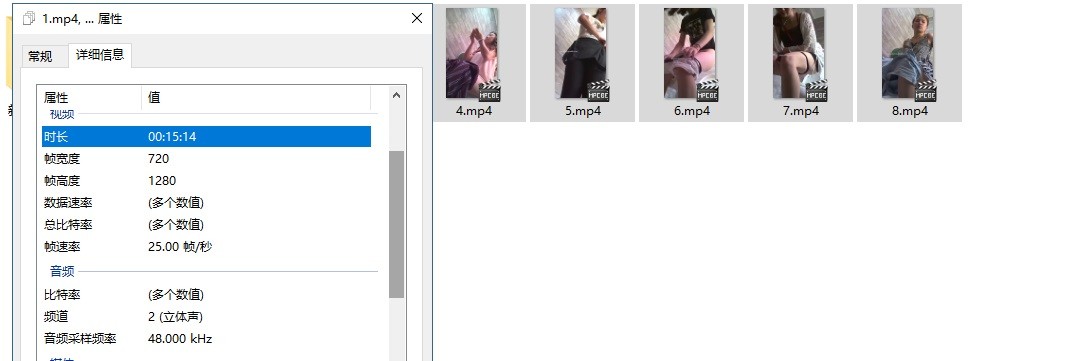 1.mp4, ... 属性
常规
详细信息
属性 值
视频
时长 00:15:14
帧宽度 720
帧高度 1280
数据速率 (多个数值)
总比特率 (多个数值)
帧速率 25.00 帧/秒
音频
比特率 (多个数值)
频道 2 (立体声)
音频采样频率 48.000 kHz
MPCBE
4.mp4
MPCBE
5.mp4
MPCBE
6.mp4
MPCBE
7.mp4
MPCBE
8.mp4